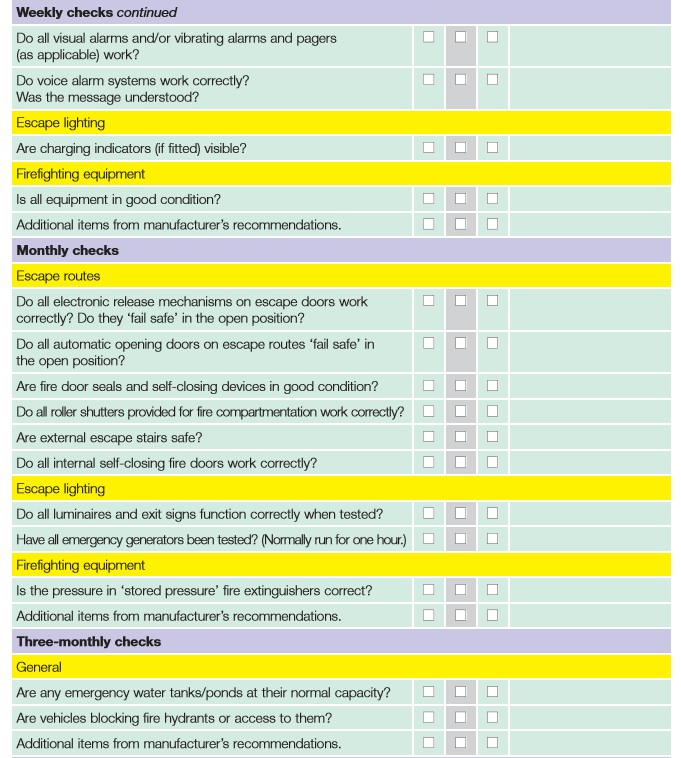 Weekly checks continued
Do all visual alarms and/or vibrating alarms and pagers
(as applicable) work?
Do voice alarm systems work correctly?
Was the message understood?
Escape lighting
Are charging indicators (if fitted) visible?
Firefighting equipment
Is all equipment in good condition?
Additional items from manufacturer’s recommendations.
Monthly checks
Escape routes
Do all electronic release mechanisms on escape doors work
correctly? Do they ‘fail safe’ in the open position?
Do all automatic opening doors on escape routes ‘fail safe’ in
the open position?
Are fire door seals and self-closing devices in good condition?
Do all roller shutters provided for fire compartmentation work correctly?
Are external escape stairs safe?
Do all internal self-closing fire doors work correctly?
Escape lighting
Do all luminaires and exit signs function correctly when tested?
Have all emergency generators been tested? (Normally run for one hour.)
Firefighting equipment
Is the pressure in ‘stored pressure’ fire extinguishers correct?
Additional items from manufacturer’s recommendations.
Three-monthly checks
General
Are any emergency water tanks/ponds at their normal capacity?
Are vehicles blocking fire hydrants or access to them?
Additional items from manufacturer’s recommendations.